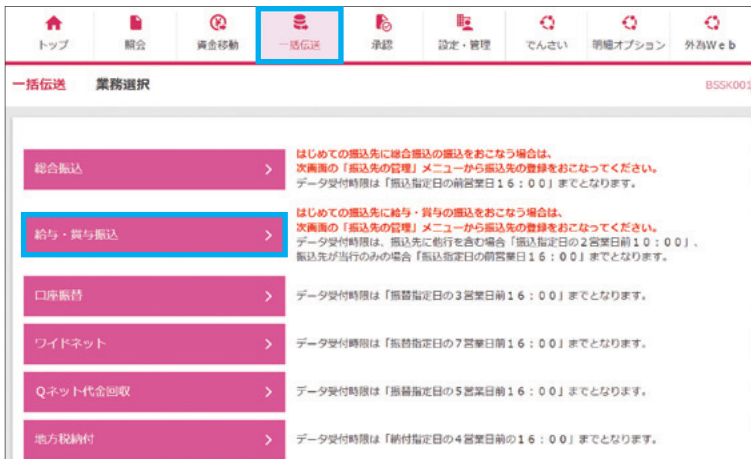 トップ 照会 資金移動 一括伝送 承認 設定・管理 でんさい 明細オプション 外為Ｗｅｂ
一括伝送 業務選択 BSSK001
総合振込
はじめての振込先に総合振込の振込をおこなう場合は、
次画面の「振込先の管理」メニューから振込先の登録をおこなってください。
データ受付時限は「振込指定日の前営業日１６：００」までとなります。
給与・賞与振込
はじめての振込先に給与・賞与の振込をおこなう場合は、
次画面の「振込先の管理」メニューから振込先の登録をおこなってください。
データ受付時限は、振込先に他行を含む場合「振込指定日の２営業日前１０：００」、
振込先が当行のみの場合「振込指定日の前営業日１６：００」までとなります。
口座振替 データ受付時限は「振替指定日の３営業日前１６：００」までとなります。
ワイドネット データ受付時限は「振替指定日の７営業日前１６：００」までとなります。
Ｑネット代金回収 データ受付時限は「振替指定日の５営業日前１６：００」までとなります。
地方税納付 データ受付時限は「納付指定日の４営業日前の１６：００」までとなります。